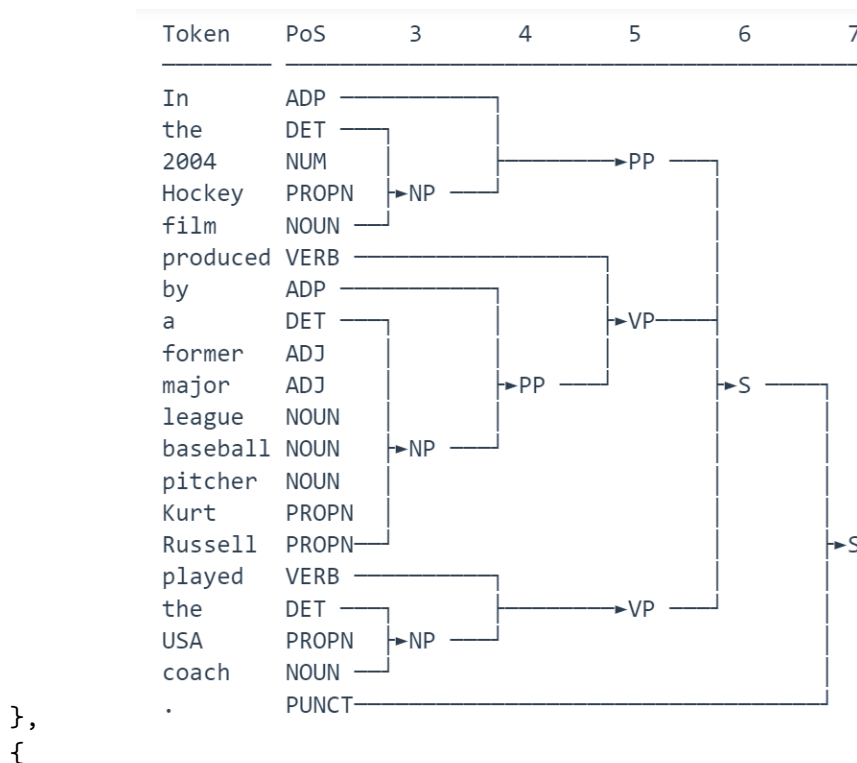 Token PoS 3 4 5 6 7
In ADP
the DET
2004 NUM PP
Hockey PROPN NP
film NOUN
produced VERB
by ADP
a DET VP
former ADJ
major ADJ PP S
league NOUN
baseball NOUN NP
pitcher NOUN
Kurt PROPN
Russell PROPN S
played VERB
the DET VP
USA PROPN NP
coach NOUN
. PUNCT
},
{